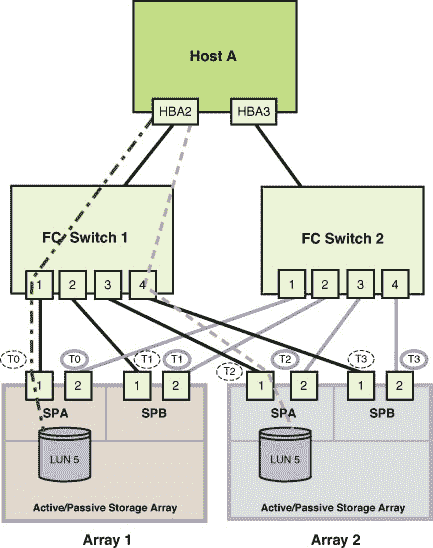 Host A
HBA2 HBA3
FC Switch 1 FC Switch 2
1 2 3 4 1 2 3 4
T0 T0 T1 T1 T2 T2 T3 T3
1 2 1 2 1 2 1 2
SPA SPB SPA SPB
LUN 5 LUN 5
Active/Passive Storage Array Active/Passive Storage Array
Array 1 Array 2